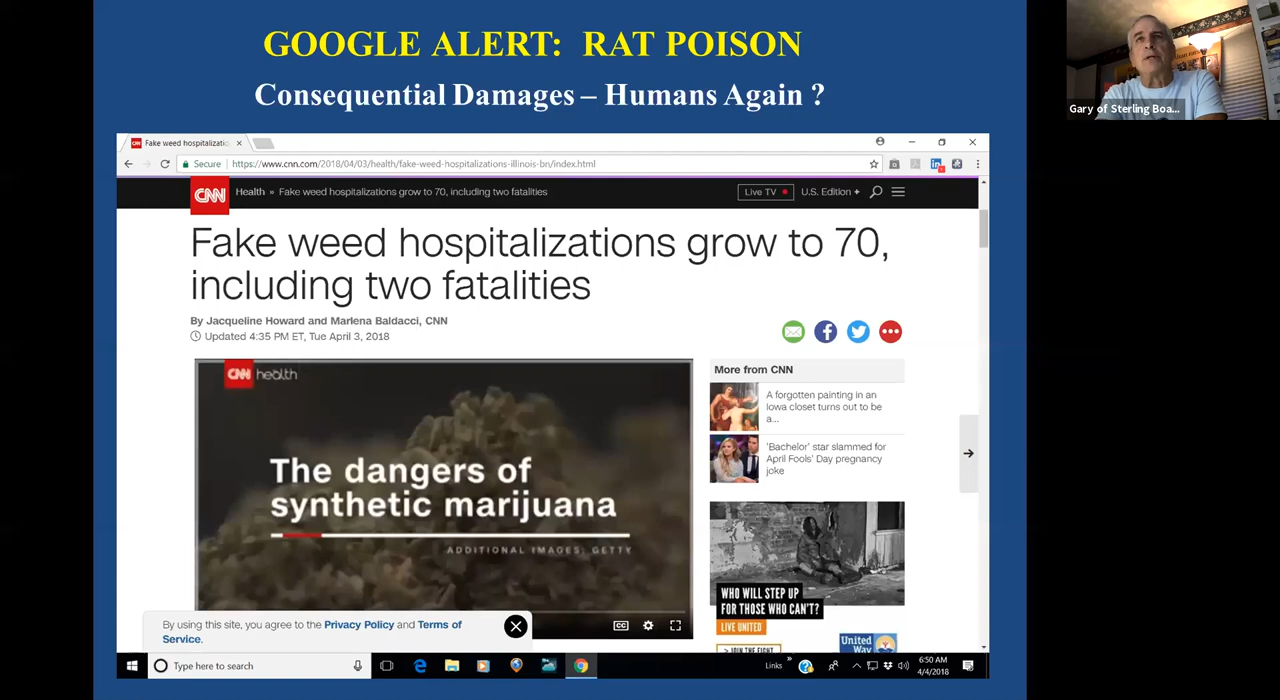 GOOGLE ALERT: RAT POISON
Consequential Damages – Humans Again ?
Gary of Sterling Boa...
Fake weed hospitalizatio
Secure
https://www.cnn.com/2018/04/03/health/fake-weed-hospitalizations-illinois-bn/index.html
CNN
Health » Fake weed hospitalizations grow to 70, including two fatalities
Live TV
U.S. Edition +
Fake weed hospitalizations grow to 70,
including two fatalities
By Jacqueline Howard and Marlena Baldacci, CNN
Updated 4:35 PM ET, Tue April 3, 2018
CNN health
The dangers of
synthetic marijuana
ADDITIONAL IMAGES: GETTY
CC
More from CNN
A forgotten painting in an
Iowa closet turns out to be
a...
'Bachelor' star slammed for
April Fools' Day pregnancy
joke
WHO WILL STEP UP
FOR THOSE WHO CAN'T?
LIVE UNITED
> JOIN THE FIGHT
United
Way
By using this site, you agree to the Privacy Policy and Terms of
Service.
Type here to search
Links
6:50 AM
4/4/2018